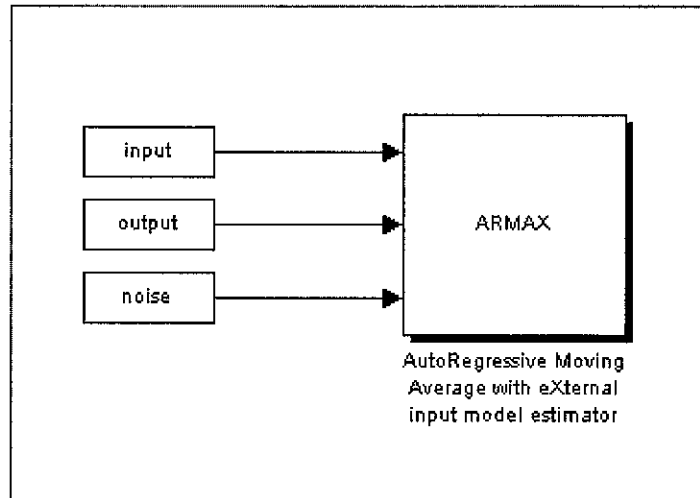 input
output
noise
ARMAX
AutoRegressive Moving
Average with eXternal
input model estimator